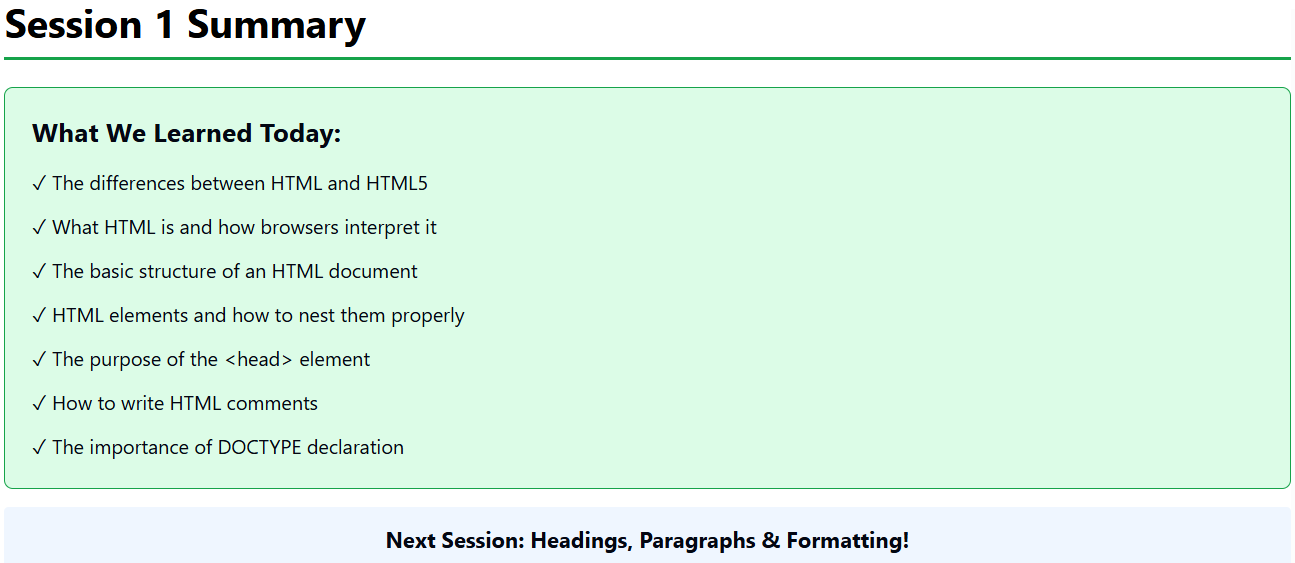 Session 1 Summary
What We Learned Today:
✓ The differences between HTML and HTML5
✓ What HTML is and how browsers interpret it
✓ The basic structure of an HTML document
✓ HTML elements and how to nest them properly
✓ The purpose of the <head> element
✓ How to write HTML comments
✓ The importance of DOCTYPE declaration
Next Session: Headings, Paragraphs & Formatting!